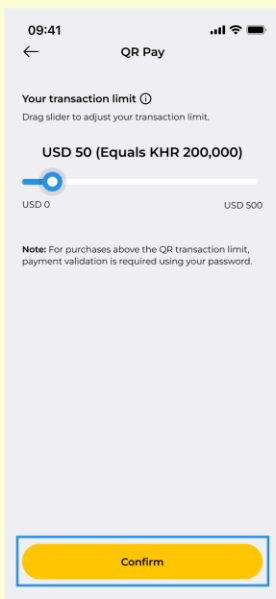 09:41
QR Pay
Your transaction limit
Drag slider to adjust your transaction limit.
USD 50 (Equals KHR 200,000)
USD 0 USD 500
Note: For purchases above the QR transaction limit,
payment validation is required using your password.
Confirm